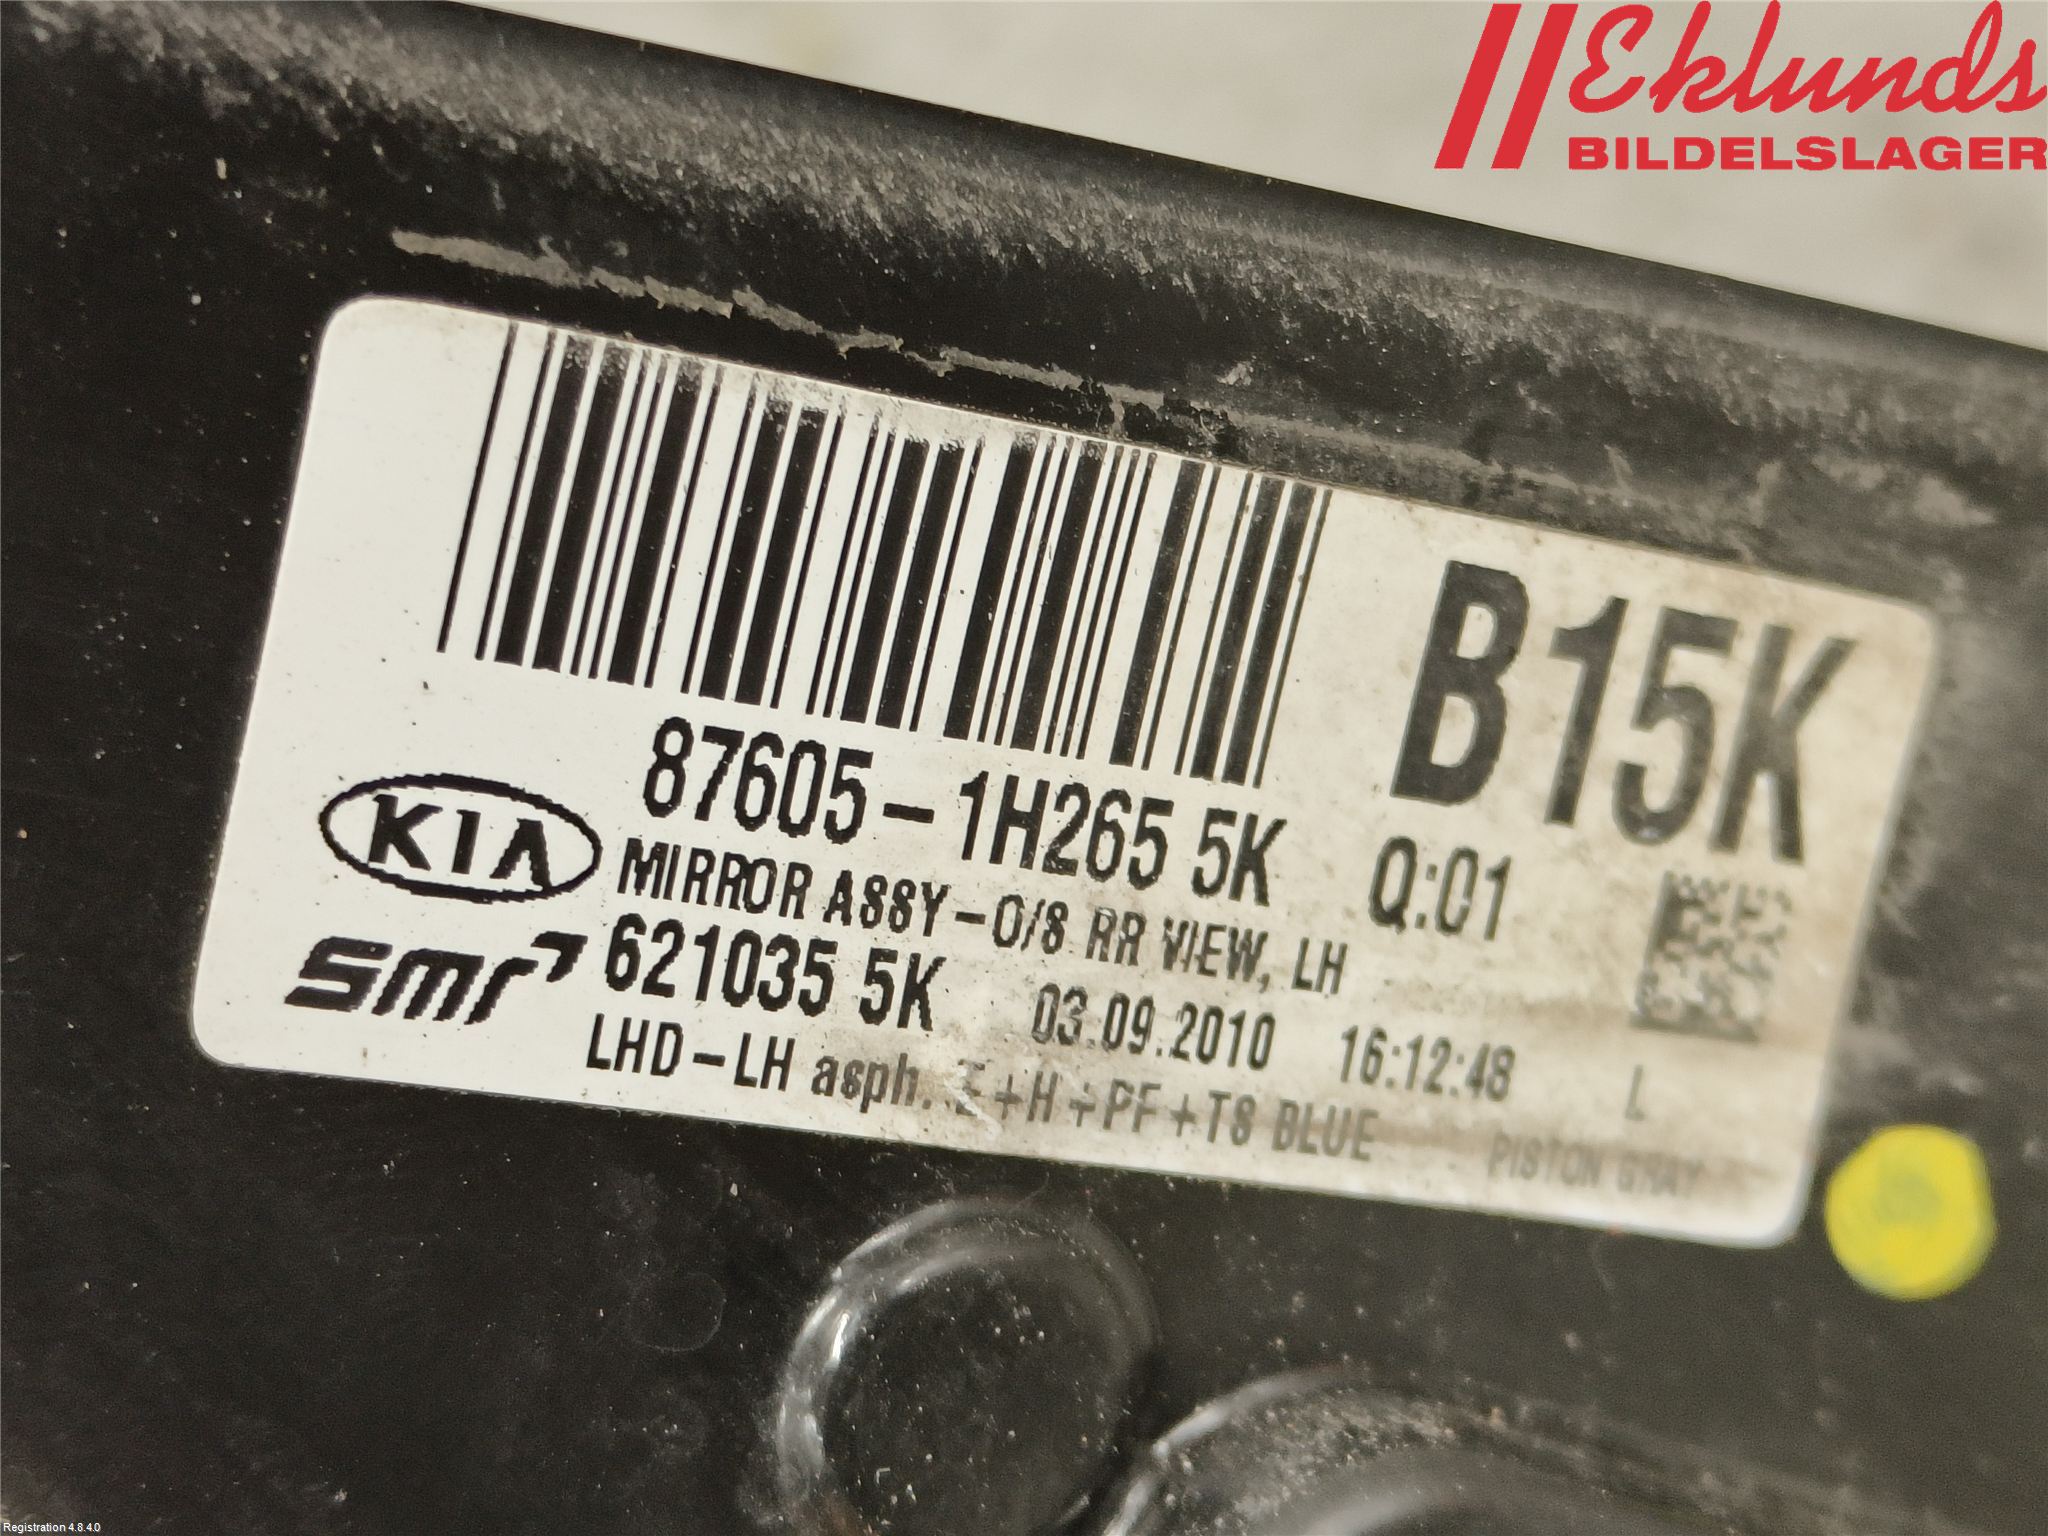 Eklunds
BILDELSLAGER
B15K
87605-1H265 5K Q:01
KIA
MIRROR ASSY-O/S RR VIEW, LH
smr 621035 5K 03.09.2010 16:12:48 L
LHD-LH asph. E+H+PF+TS BLUE PISTON GRAY
Registration 4.8.4.0